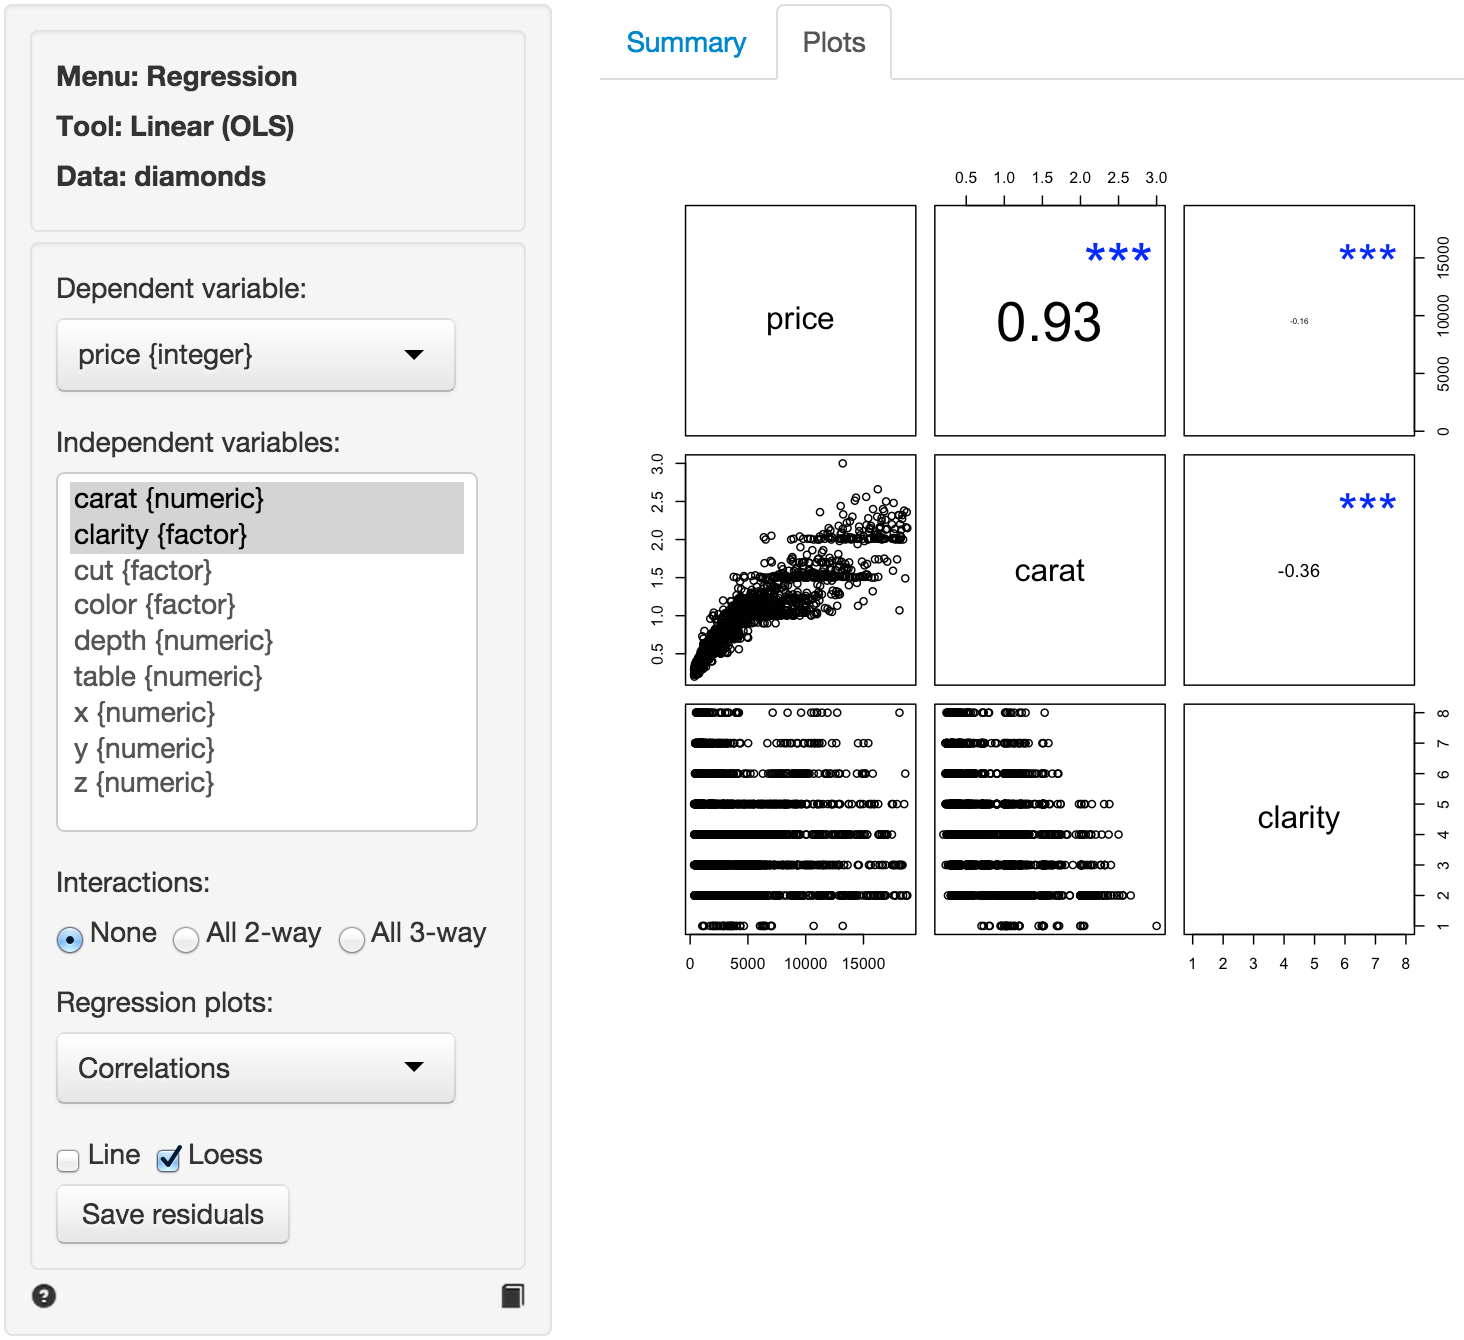 Menu: Regression
Tool: Linear (OLS)
Data: diamonds
Dependent variable:
price {integer}
Independent variables:
carat {numeric}
clarity {factor}
cut {factor}
color {factor}
depth {numeric}
table {numeric}
x {numeric}
y {numeric}
z {numeric}
Interactions:
None All 2-way All 3-way
Regression plots:
Correlations
Line Loess
Save residuals
?
Summary Plots
0.5 1.0 1.5 2.0 2.5 3.0
price
***
0.93
***
-0.16
0 5000 10000 15000
0.5 1.0 1.5 2.0 2.5 3.0
carat
***
-0.36
clarity
1 2 3 4 5 6 7 8
0 5000 10000 15000
1 2 3 4 5 6 7 8